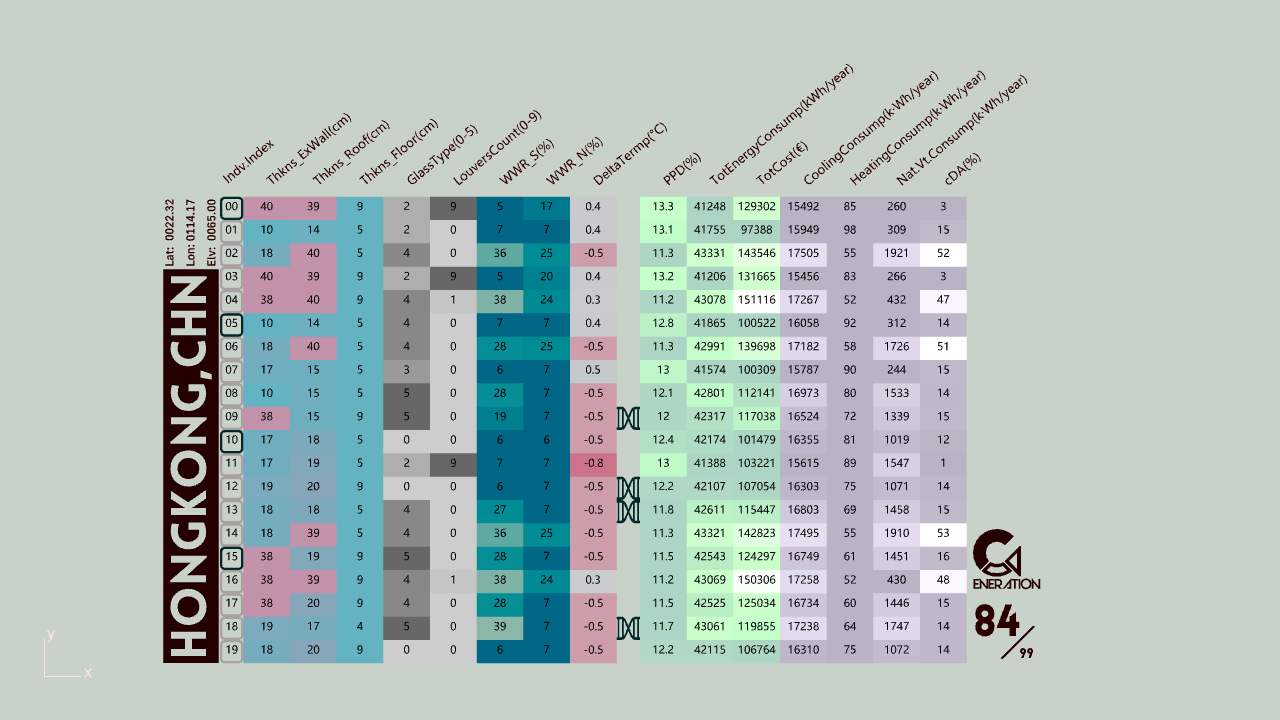 Indv.Index Thkns_ExWall(cm) Thkns_Roof(cm) Thkns_Floor(cm) GlassType(0-5) LouversCount(0-9) WWR_S(%) WWR_N(%) DeltaTermp(°C) PPD(%) TotEnergyConsump(kWh/year) TotCost(€) CoolingConsump(k·Wh/year) HeatingConsump(k·Wh/year) Nat.Vt.Consump(k·Wh/year) cDA(%)
Lat: 0022.32
Lon: 0114.17
Elv: 0065.00
HONGKONG,CHN
00 40 39 9 2 9 5 17 0.4 13.3 41248 129302 15492 85 260 3
01 10 14 5 2 0 7 7 0.4 13.1 41755 97388 15949 98 309 15
02 18 40 5 4 0 36 25 -0.5 11.3 43331 143546 17505 55 1921 52
03 40 39 9 2 9 5 20 0.4 13.2 41206 131665 15456 83 266 3
04 38 40 9 4 1 38 24 0.3 11.2 43078 151116 17267 52 432 47
05 10 14 5 4 0 7 7 0.4 12.8 41865 100522 16058 92 312 14
06 18 40 5 4 0 28 25 -0.5 11.3 42991 139698 17182 58 1726 51
07 17 15 5 3 0 6 7 0.5 13 41574 100309 15787 90 244 15
08 10 15 5 5 0 28 7 -0.5 12.1 42801 112141 16973 80 1533 14
09 38 15 9 5 0 19 7 -0.5 12 42317 117038 16524 72 1339 15
10 17 18 5 0 0 6 6 -0.5 12.4 42174 101479 16355 81 1019 12
11 17 19 5 2 9 7 7 -0.8 13 41388 103221 15615 89 1547 1
12 19 20 9 0 0 6 7 -0.5 12.2 42107 107054 16303 75 1071 14
13 18 18 5 4 0 27 7 -0.5 11.8 42611 115447 16803 69 1458 15
14 18 39 5 4 0 36 25 -0.5 11.3 43321 142823 17495 55 1910 53
15 38 19 9 5 0 28 7 -0.5 11.5 42543 124297 16749 61 1451 16
16 38 39 9 4 1 38 24 0.3 11.2 43069 150306 17258 52 430 48
17 38 20 9 4 0 28 7 -0.5 11.5 42525 125034 16734 60 1446 15
18 19 17 4 5 0 39 7 -0.5 11.7 43061 119855 17238 64 1747 14
19 18 20 9 0 0 6 7 -0.5 12.2 42115 106764 16310 75 1072 14
GENERATION
84/99
y
x